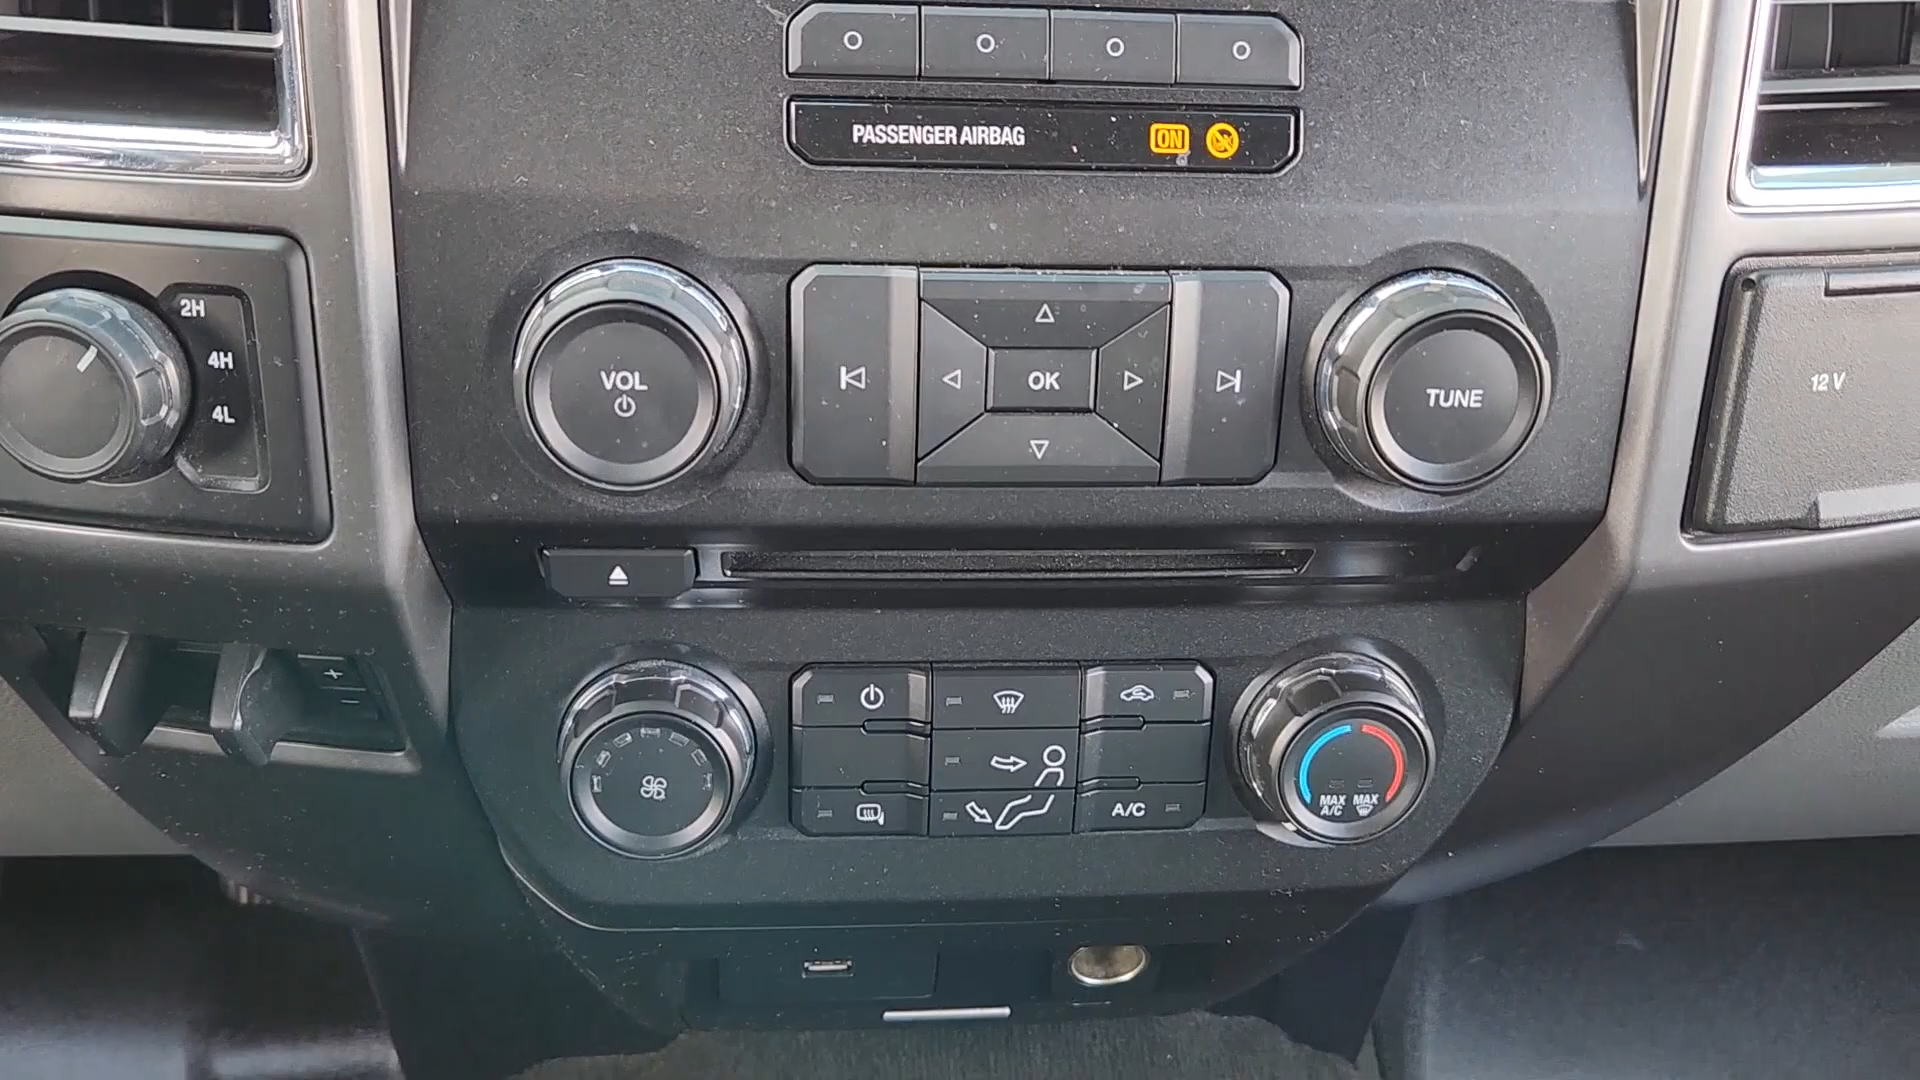 PASSENGER AIRBAG ON
2H
4H
4L
VOL
OK
TUNE
12 V
A/C
MAX A/C
MAX